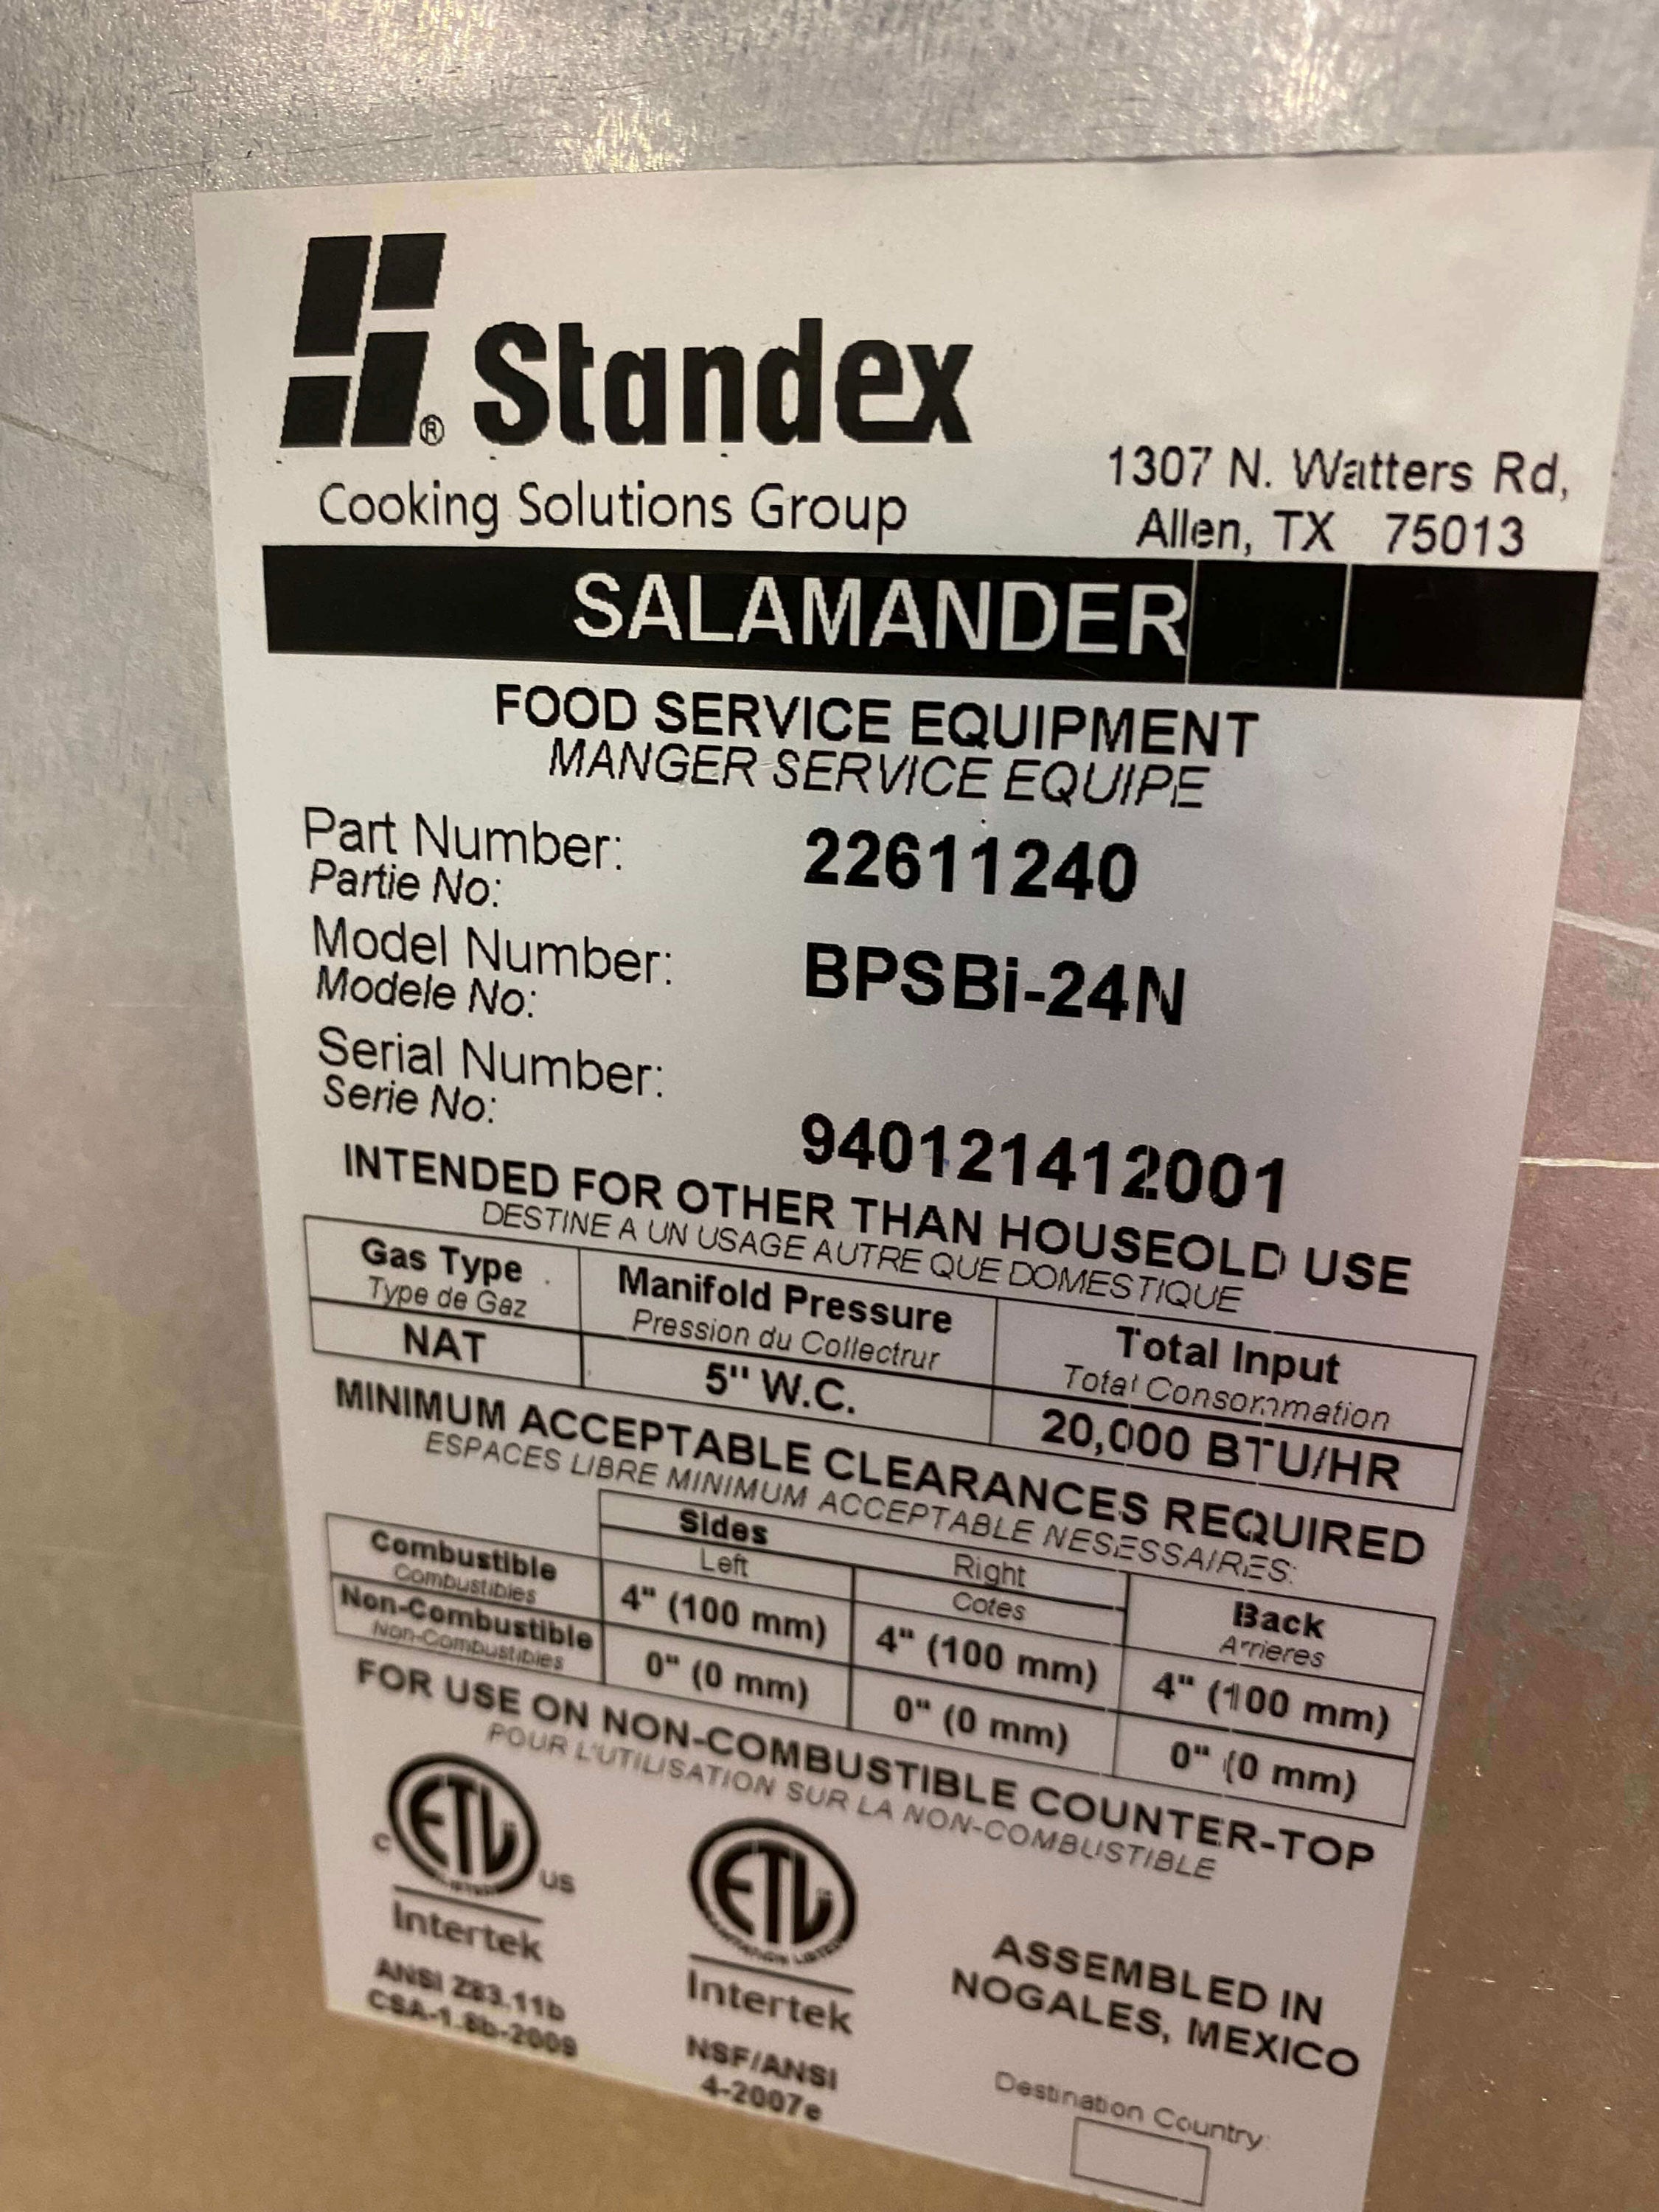 ® Standex
Cooking Solutions Group
1307 N. Watters Rd,
Allen, TX 75013
SALAMANDER
FOOD SERVICE EQUIPMENT
MANGER SERVICE EQUIPE
Part Number: 22611240
Partie No:
Model Number: BPSBi-24N
Modele No:
Serial Number:
Serie No:
940121412001
INTENDED FOR OTHER THAN HOUSEOLD USE
DESTINE A UN USAGE AUTRE QUE DOMESTIQUE
Gas Type Manifold Pressure Total Input
Type de Gaz Pression du Collectrur Total Consommation
NAT 5" W.C. 20,000 BTU/HR
MINIMUM ACCEPTABLE CLEARANCES REQUIRED
ESPACES LIBRE MINIMUM ACCEPTABLE NESESSAIRES:
Sides
Left Right Cotes Back Arrieres
Combustible 4" (100 mm) 4" (100 mm) 4" (100 mm)
Combustibles
Non-Combustible 0" (0 mm) 0" (0 mm) 0" (0 mm)
Non-Combustibles
FOR USE ON NON-COMBUSTIBLE COUNTER-TOP
POUR L'UTILISATION SUR LA NON-COMBUSTIBLE
C ETL US
LISTED
Intertek
ANSI Z83.11b
CSA-1.8b-2009
ETL
SANITATION LISTED
Intertek
NSF/ANSI
4-2007e
ASSEMBLED IN
NOGALES, MEXICO
Destination Country: